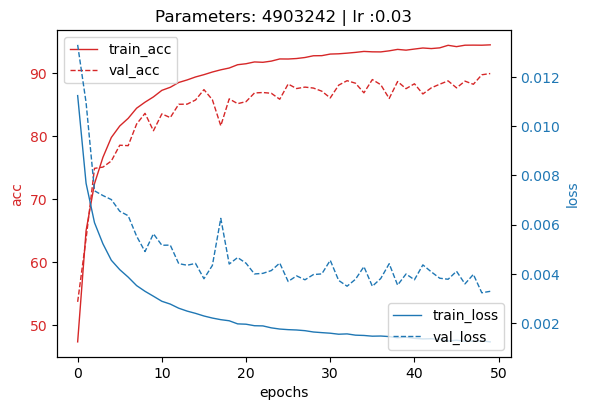 Parameters: 4903242 | lr :0.03
train_acc
val_acc
90
80
70
60
50
acc
0.012
0.010
0.008
0.006
0.004
0.002
loss
train_loss
val_loss
0 10 20 30 40 50
epochs